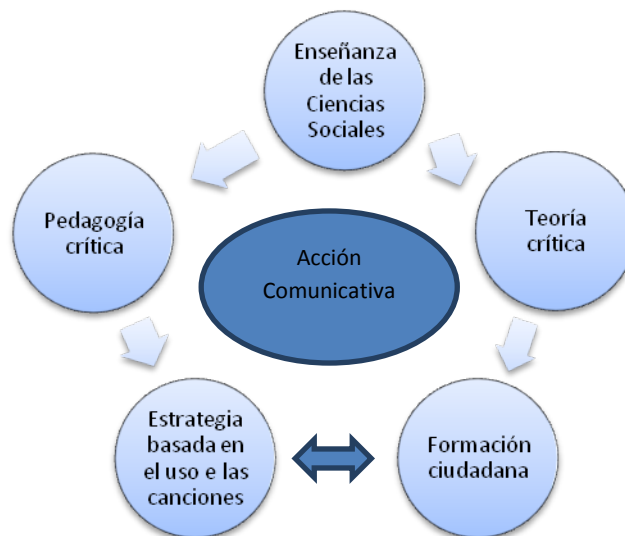 Enseñanza
de las
Ciencias
Sociales
Pedagogía
crítica
Teoría
crítica
Acción
Comunicativa
Estrategia
basada en
el uso e las
canciones
Formación
ciudadana